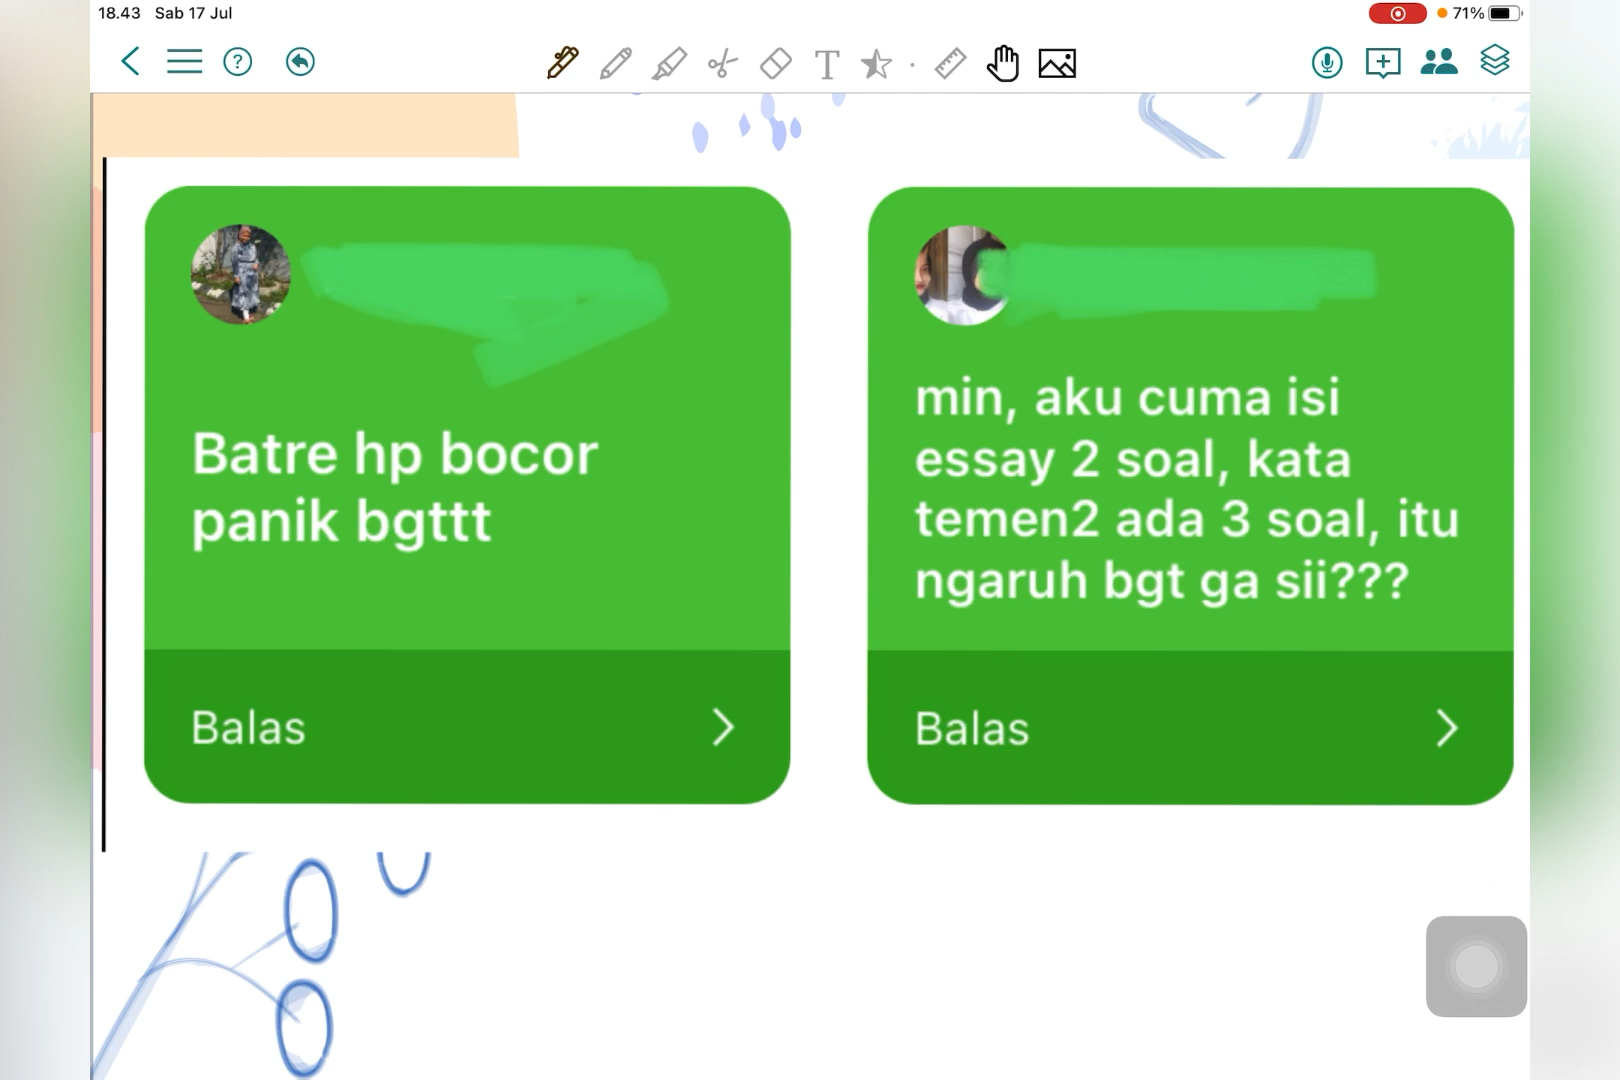 18.43 Sab 17 Jul
71%
Batre hp bocor
panik bgttt
Balas
min, aku cuma isi
essay 2 soal, kata
temen2 ada 3 soal, itu
ngaruh bgt ga sii???
Balas